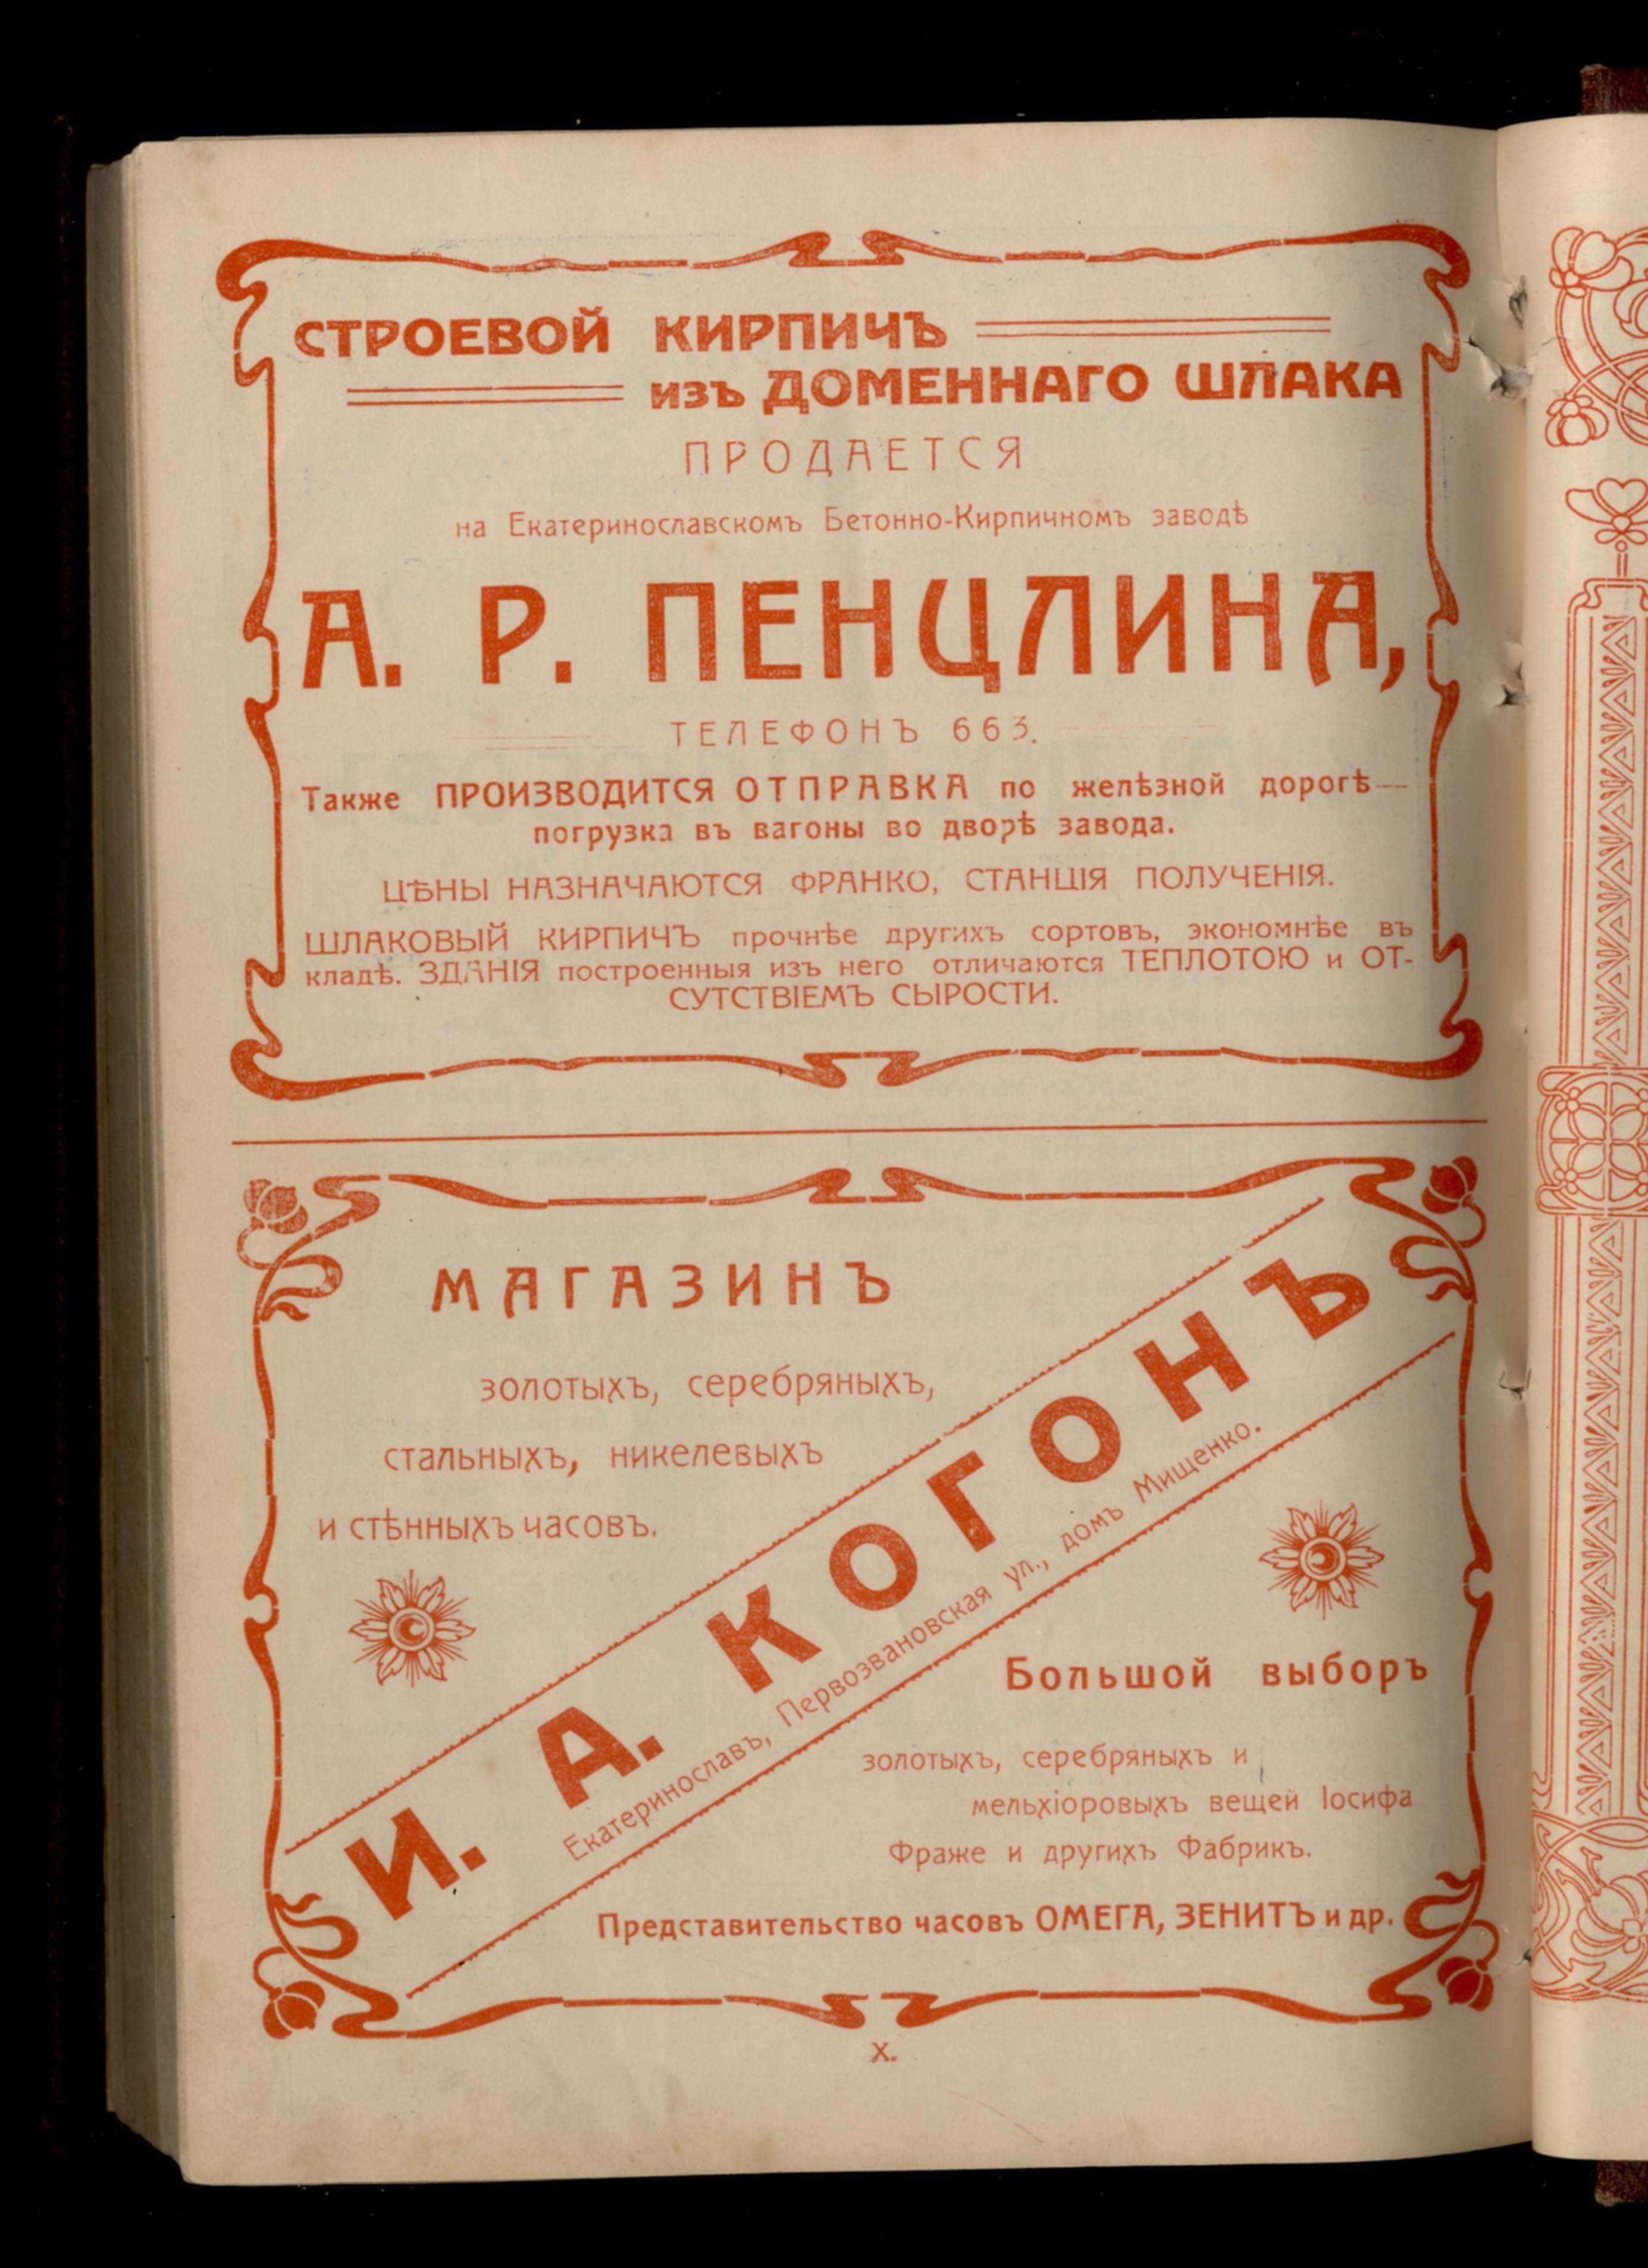 СТРОЕВОЙ КИРПИЧЪ
изъ ДОМЕННАГО ШЛАКА
ПРОДАЕТСЯ
на Екатеринославскомъ Бетонно-Кирпичномъ заводѣ
А. Р. ПЕНЦЛИНА,
ТЕЛЕФОНЪ 663.
Также ПРОИЗВОДИТСЯ ОТПРАВКА по желѣзной дорогѣ—
погрузка въ вагоны во дворѣ завода.
ЦѢНЫ НАЗНАЧАЮТСЯ ФРАНКО, СТАНЦІЯ ПОЛУЧЕНІЯ.
ШЛАКОВЫЙ КИРПИЧЪ прочнѣе другихъ сортовъ, экономнѣе въ
кладѣ. ЗДАНІЯ построенныя изъ него отличаются ТЕПЛОТОЮ и ОТ-
СУТСТВІЕМЪ СЫРОСТИ.
МАГАЗИНЪ
золотыхъ, серебряныхъ,
стальныхъ, никелевыхъ
и стѣнныхъ часовъ.
И. А. КОГОНЪ
Екатеринославъ, Первозвановская ул., домъ Мищенко.
Большой выборъ
золотыхъ, серебряныхъ и
мельхіоровыхъ вещей Іосифа
Фраже и другихъ Фабрикъ.
Представительство часовъ ОМЕГА, ЗЕНИТЪ и др.
X.